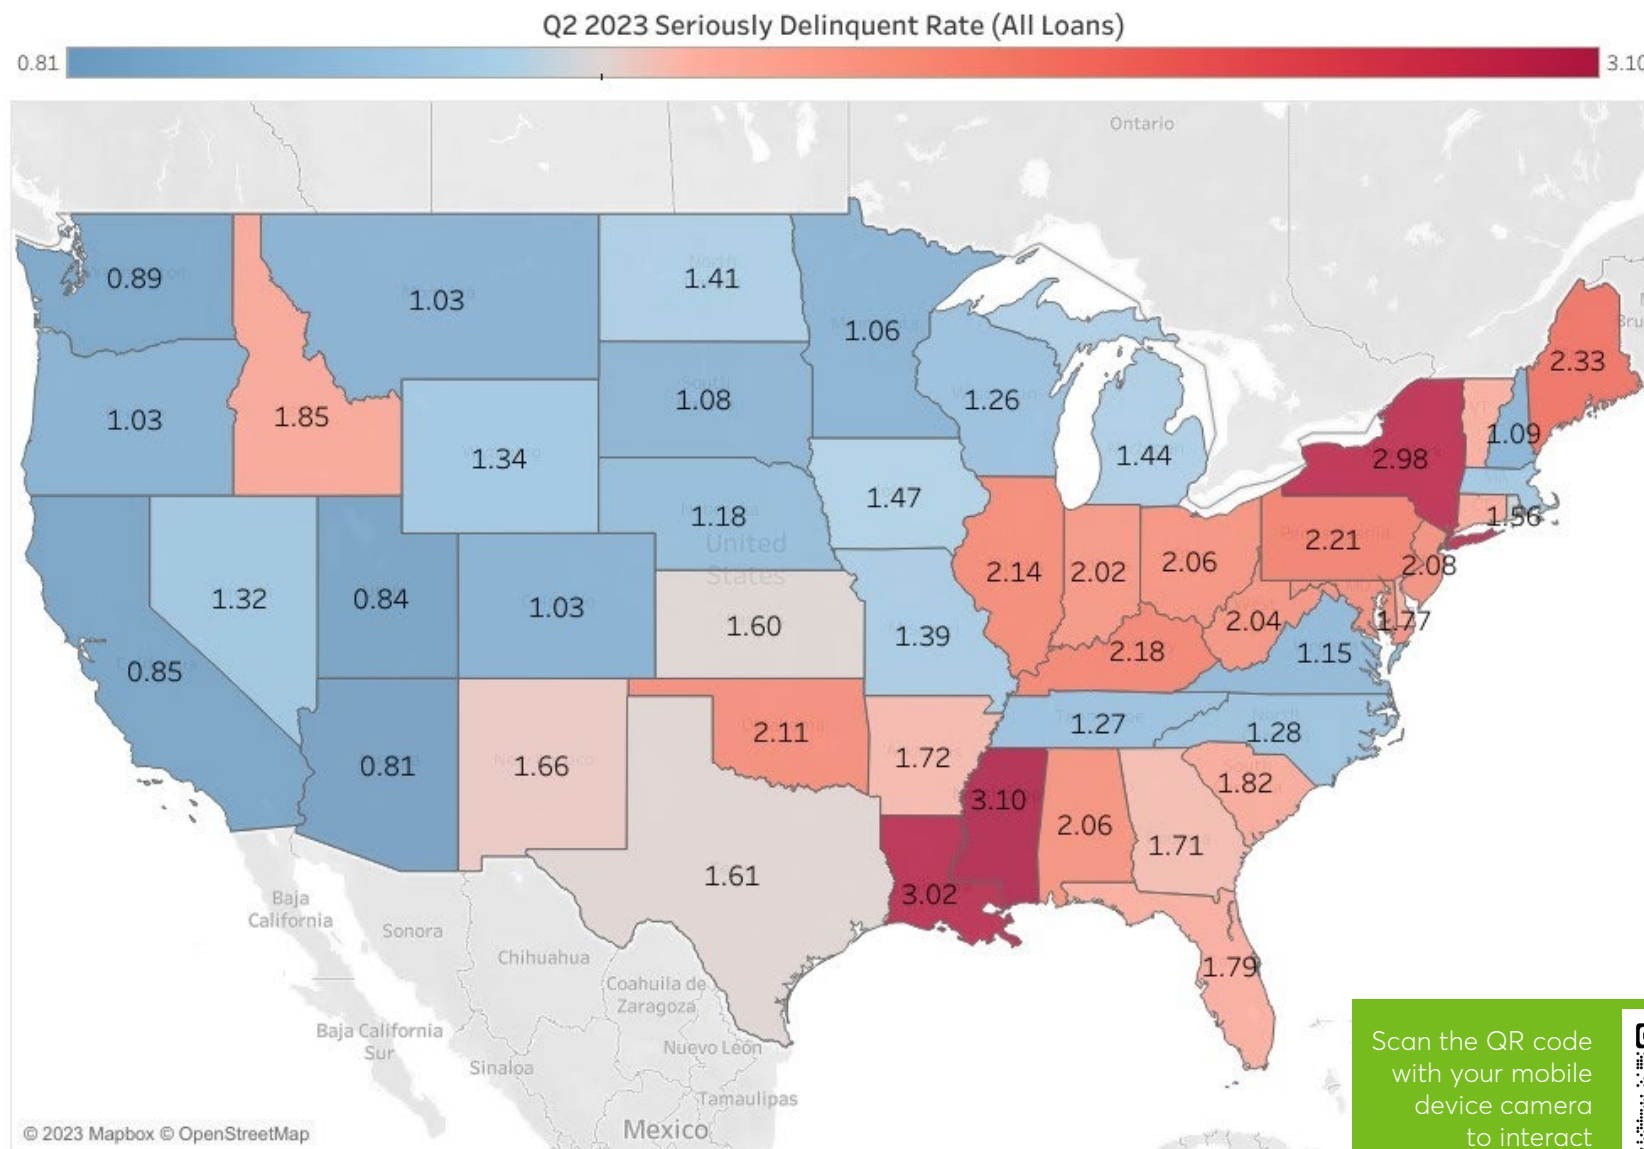 Q2 2023 Seriously Delinquent Rate (All Loans)
0.81
3.10
Ontario
0.89
1.03
1.41
1.06
2.33
1.03
1.85
1.34
1.08
1.26
1.44
2.98
1.09
1.47
1.18
United
States
1.56
2.21
2.08
1.32
0.84
1.03
1.60
1.39
2.14
2.02
2.06
2.04
1.77
0.85
2.18
1.15
0.81
1.66
2.11
1.72
1.27
1.28
3.10
2.06
1.71
1.82
1.61
3.02
1.79
Baja
California
Sonora
Chihuahua
Coahuila de
Zaragoza
Baja California
Sur
Sinaloa
Nuevo León
Tamaulipas
Mexico
© 2023 Mapbox © OpenStreetMap
Scan the QR code
with your mobile
device camera
to interact